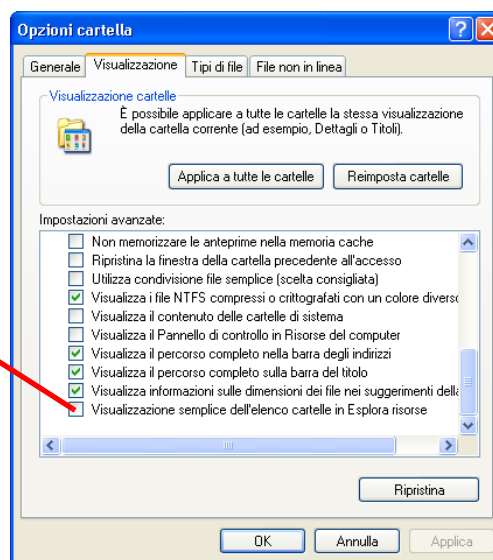 Opzioni cartella
Generale Visualizzazione Tipi di file File non in linea
Visualizzazione cartelle
È possibile applicare a tutte le cartelle la stessa visualizzazione
della cartella corrente (ad esempio, Dettagli o Titoli).
Applica a tutte le cartelle Reimposta cartelle
Impostazioni avanzate:
Non memorizzare le anteprime nella memoria cache
Ripristina la finestra della cartella precedente all'accesso
Utilizza condivisione file semplice (scelta consigliata)
Visualizza i file NTFS compressi o crittografati con un colore diverso
Visualizza il contenuto delle cartelle di sistema
Visualizza il Pannello di controllo in Risorse del computer
Visualizza il percorso completo nella barra degli indirizzi
Visualizza il percorso completo sulla barra del titolo
Visualizza informazioni sulle dimensioni dei file nei suggerimenti della
Visualizzazione semplice dell'elenco cartelle in Esplora risorse
Ripristina
OK Annulla Applica